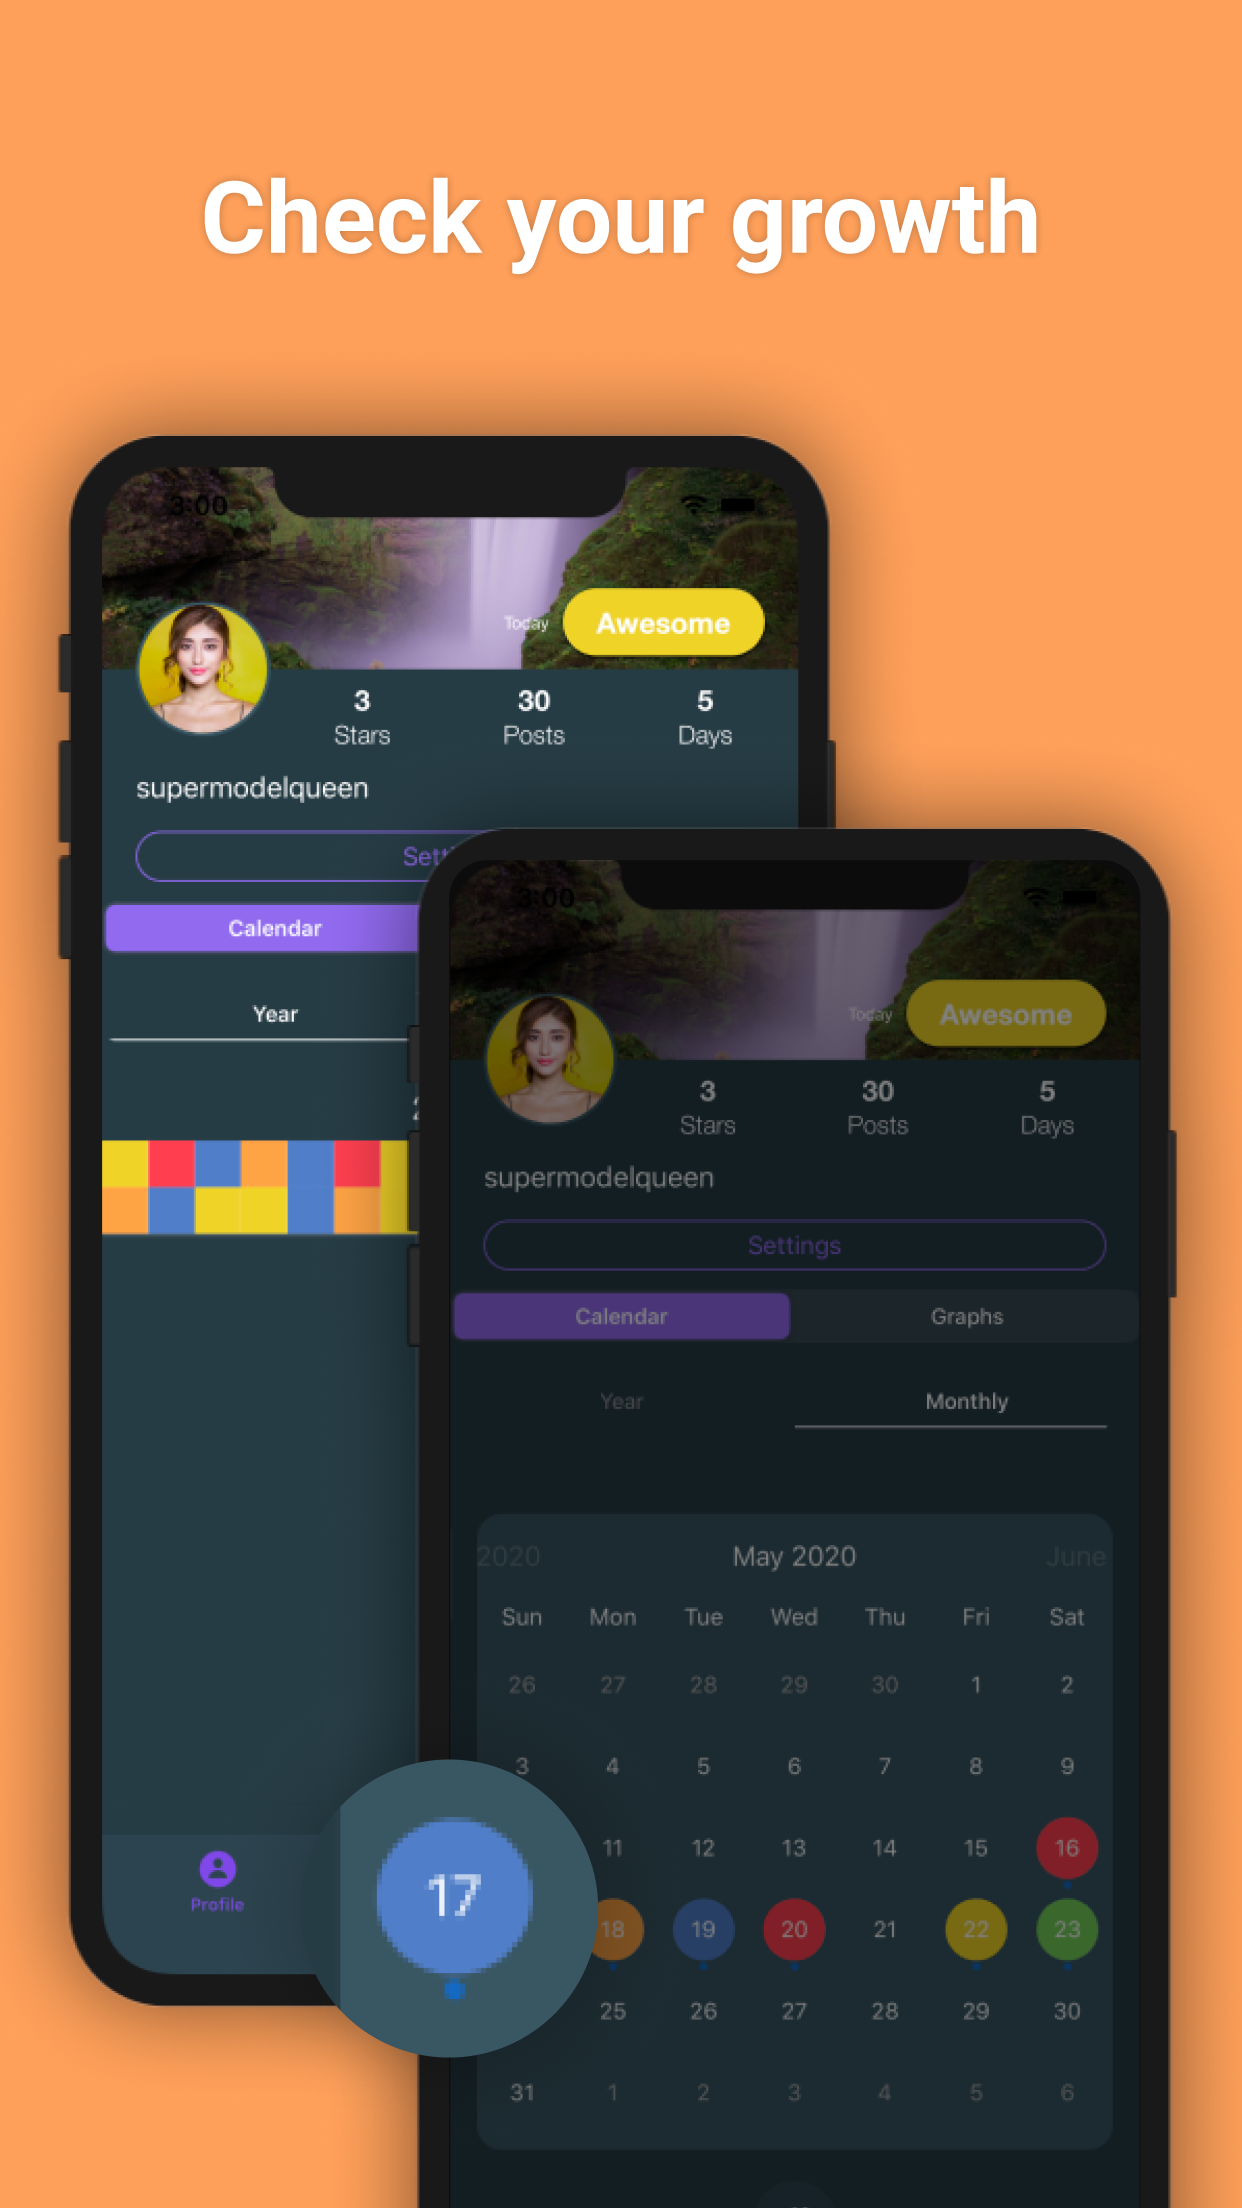 Check your growth
3:00
Today Awesome
3 30 5
Stars Posts Days
supermodelqueen
Calendar
Year
Profile
3:00
Today Awesome
3 30 5
Stars Posts Days
supermodelqueen
Settings
Calendar Graphs
Year Monthly
2020 May 2020 June
Sun Mon Tue Wed Thu Fri Sat
26 27 28 29 30 1 2
3 4 5 6 7 8 9
11 12 13 14 15 16
17 18 19 20 21 22 23
25 26 27 28 29 30
31 1 2 3 4 5 6